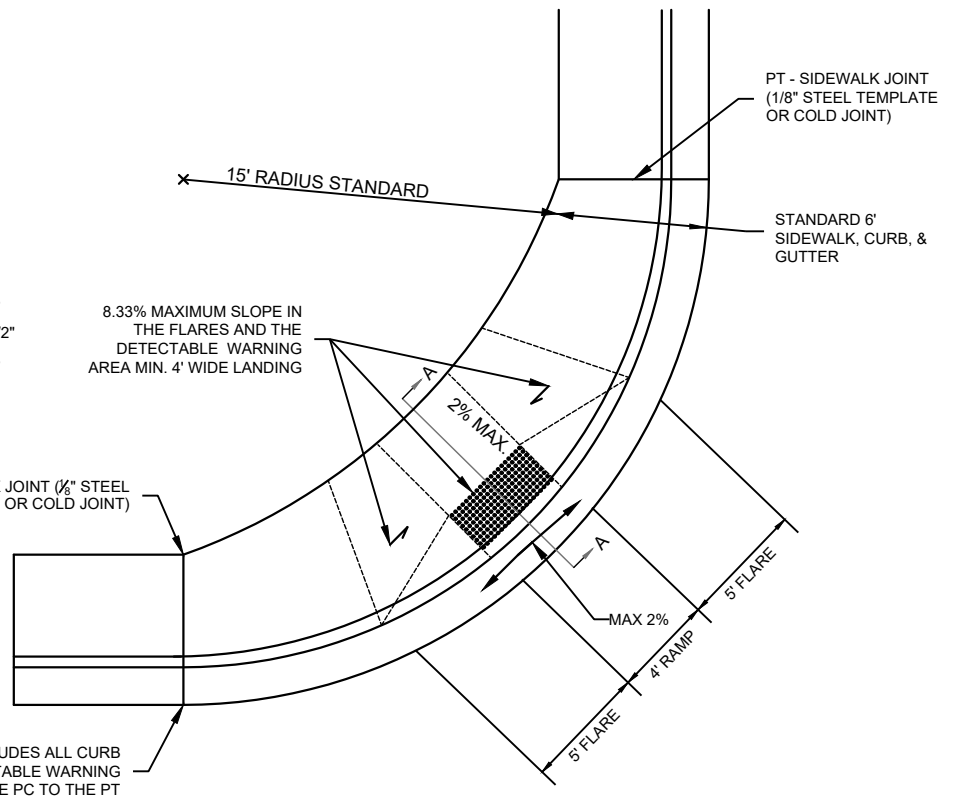 PT - SIDEWALK JOINT
(1/8" STEEL TEMPLATE
OR COLD JOINT)
15' RADIUS STANDARD
STANDARD 6'
SIDEWALK, CURB, &
GUTTER
/2"
8.33% MAXIMUM SLOPE IN
THE FLARES AND THE
DETECTABLE WARNING
AREA MIN. 4' WIDE LANDING
A
2% MAX.
JOINT (⅛" STEEL
OR COLD JOINT)
A
MAX 2%
5' FLARE
4' RAMP
5' FLARE
UDES ALL CURB
TABLE WARNING
E PC TO THE PT